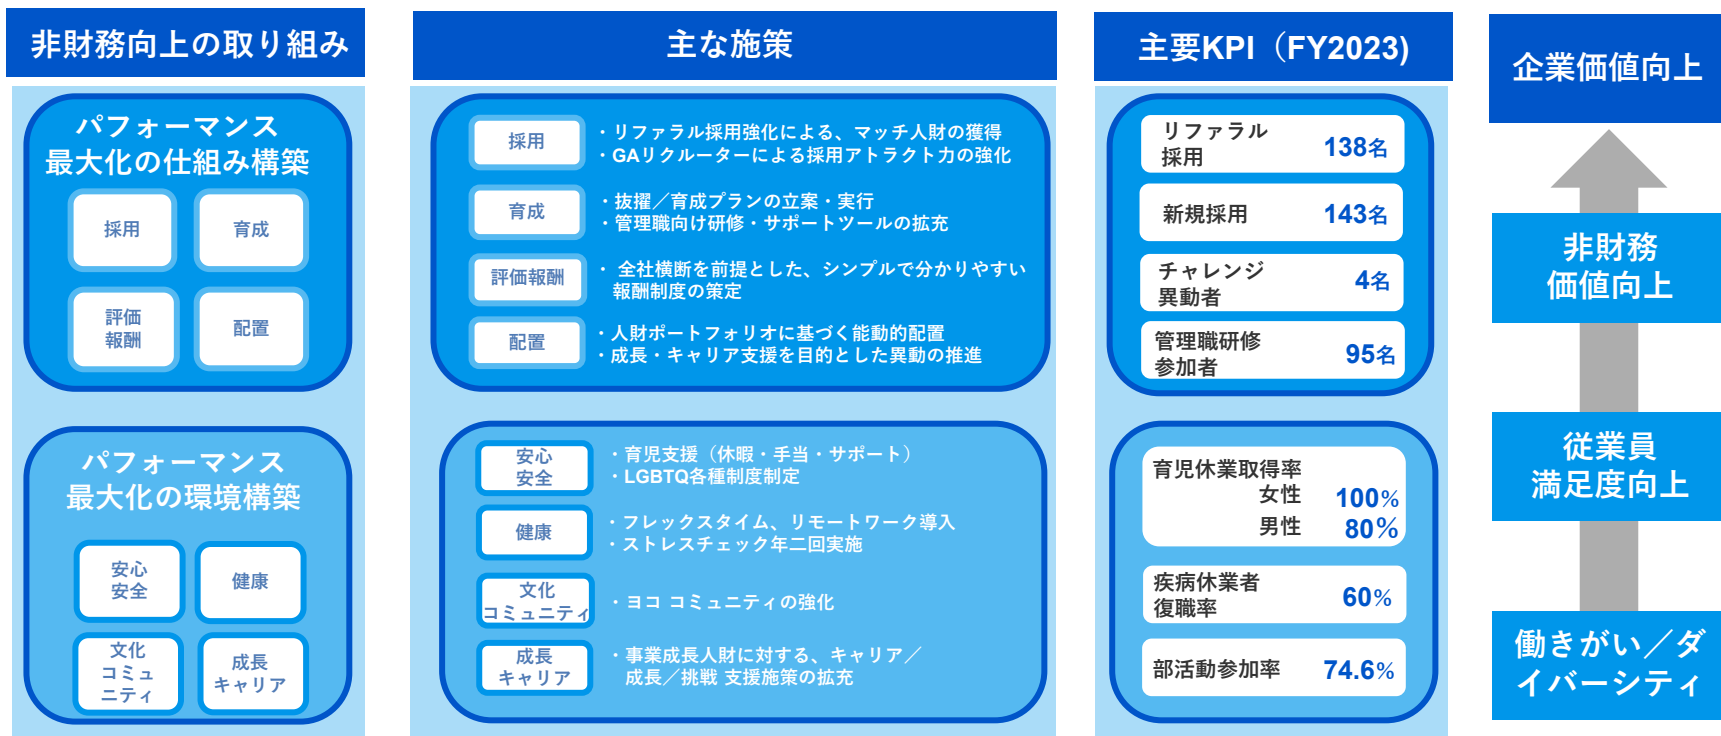 非財務向上の取り組み
パフォーマンス
最大化の仕組み構築
採用
育成
評価
報酬
配置
パフォーマンス
最大化の環境構築
安心
安全
健康
文化
コミュ
ニティ
成長
キャリア
主な施策
採用
・リファラル採用強化による、マッチ人財の獲得
・GAリクルーターによる採用アトラクト力の強化
育成
・抜擢／育成プランの立案・実行
・管理職向け研修・サポートツールの拡充
評価報酬
・ 全社横断を前提とした、シンプルで分かりやすい
報酬制度の策定
配置
・人財ポートフォリオに基づく能動的配置
・成長・キャリア支援を目的とした異動の推進
安心
安全
・育児支援（休暇・手当・サポート）
・LGBTQ各種制度制定
健康
・フレックスタイム、リモートワーク導入
・ストレスチェック年二回実施
文化
コミュニティ
・ヨコ コミュニティの強化
成長
キャリア
・事業成長人財に対する、キャリア／
成長／挑戦 支援施策の拡充
主要KPI（FY2023)
リファラル
採用
138名
新規採用
143名
チャレンジ
異動者
4名
管理職研修
参加者
95名
育児休業取得率
女性 100%
男性 80%
疾病休業者
復職率
60%
部活動参加率
74.6%
企業価値向上
非財務
価値向上
従業員
満足度向上
働きがい／ダ
イバーシティ